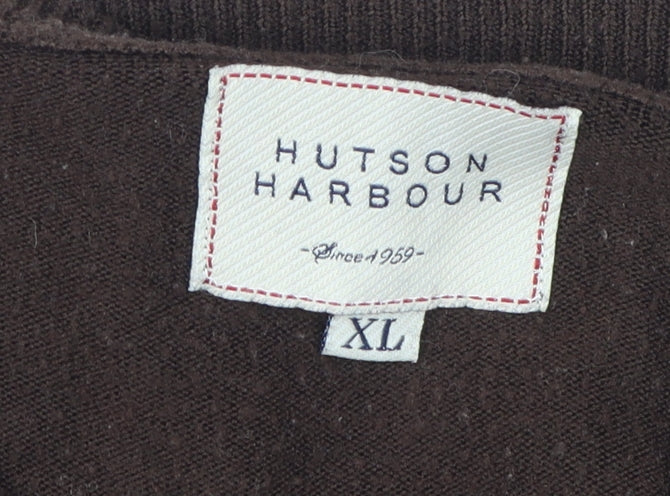 HUTSON
HARBOUR
-Since 1959-
XL